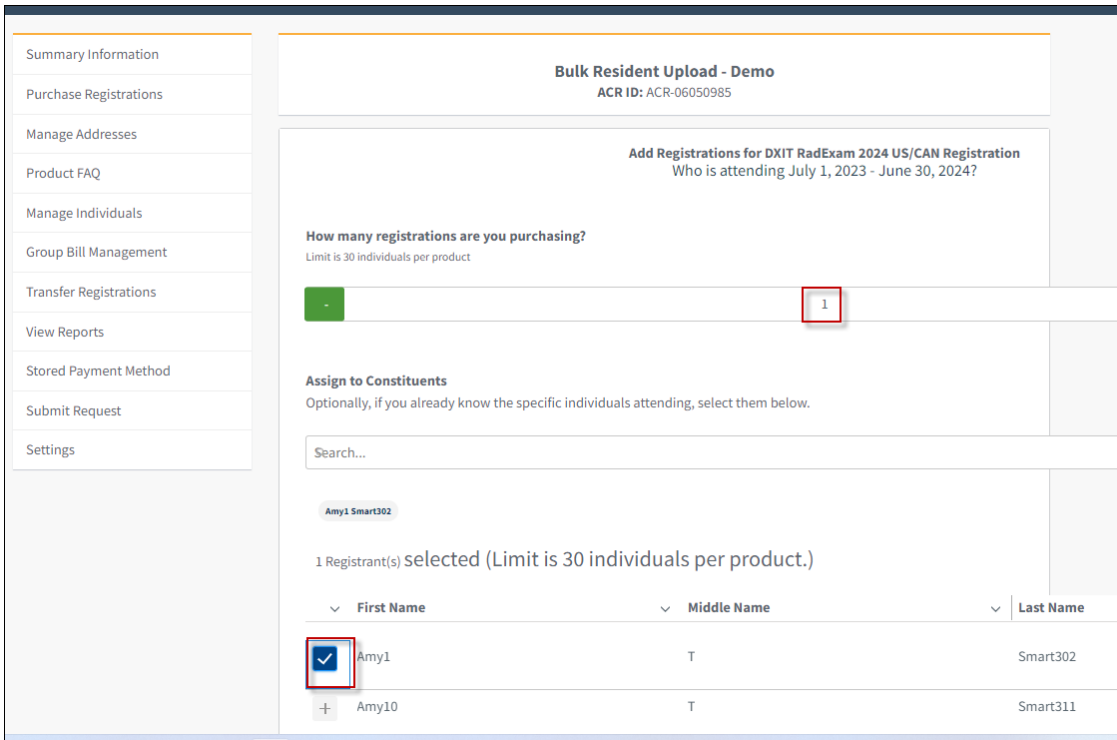 Summary Information
Purchase Registrations
Manage Addresses
Product FAQ
Manage Individuals
Group Bill Management
Transfer Registrations
View Reports
Stored Payment Method
Submit Request
Settings
Bulk Resident Upload - Demo
ACR ID: ACR-06050985
Add Registrations for DXIT RadExam 2024 US/CAN Registration
Who is attending July 1, 2023 - June 30, 2024?
How many registrations are you purchasing?
Limit is 30 individuals per product
- 1
Assign to Constituents
Optionally, if you already know the specific individuals attending, select them below.
Search...
Amy1 Smart302
1 Registrant(s) selected (Limit is 30 individuals per product.)
First Name Middle Name Last Name
Amy1 T Smart302
+ Amy10 T Smart311